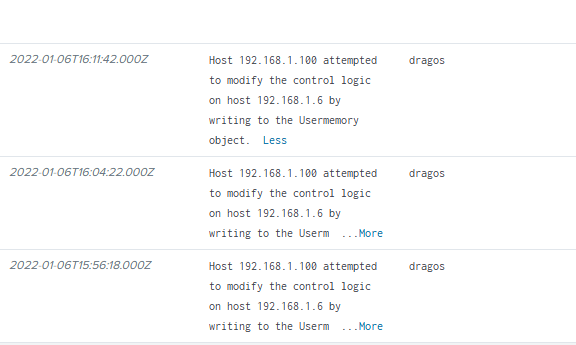 2022-01-06T16:11:42.000Z Host 192.168.1.100 attempted dragos
to modify the control logic
on host 192.168.1.6 by
writing to the Usermemory
object. Less
2022-01-06T16:04:22.000Z Host 192.168.1.100 attempted dragos
to modify the control logic
on host 192.168.1.6 by
writing to the Userm ...More
2022-01-06T15:56:18.000Z Host 192.168.1.100 attempted dragos
to modify the control logic
on host 192.168.1.6 by
writing to the Userm ...More